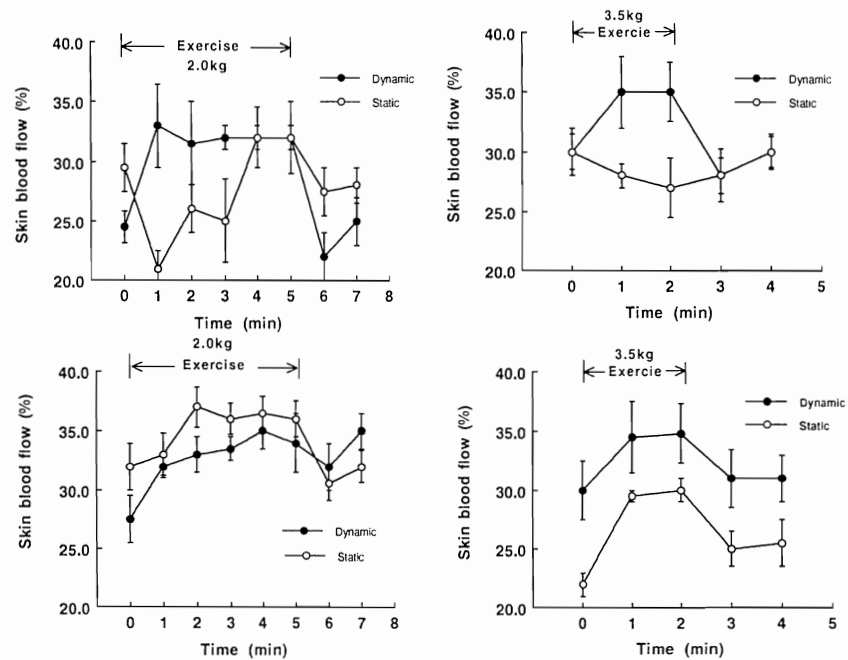 Exercise
2.0kg
40.0
35.0
30.0
25.0
20.0
Skin blood flow (%)
Dynamic
Static
0 1 2 3 4 5 6 7 8
Time (min)
3.5kg
Exercie
40.0
35.0
30.0
25.0
20.0
Skin blood flow (%)
Dynamic
Static
0 1 2 3 4 5
Time (min)
2.0kg
Exercise
40.0
35.0
30.0
25.0
20.0
Skin blood flow (%)
Dynamic
Static
0 1 2 3 4 5 6 7 8
Time (min)
3.5kg
Exercie
40.0
35.0
30.0
25.0
20.0
Skin blood flow (%)
Dynamic
Static
0 1 2 3 4 5
Time (min)